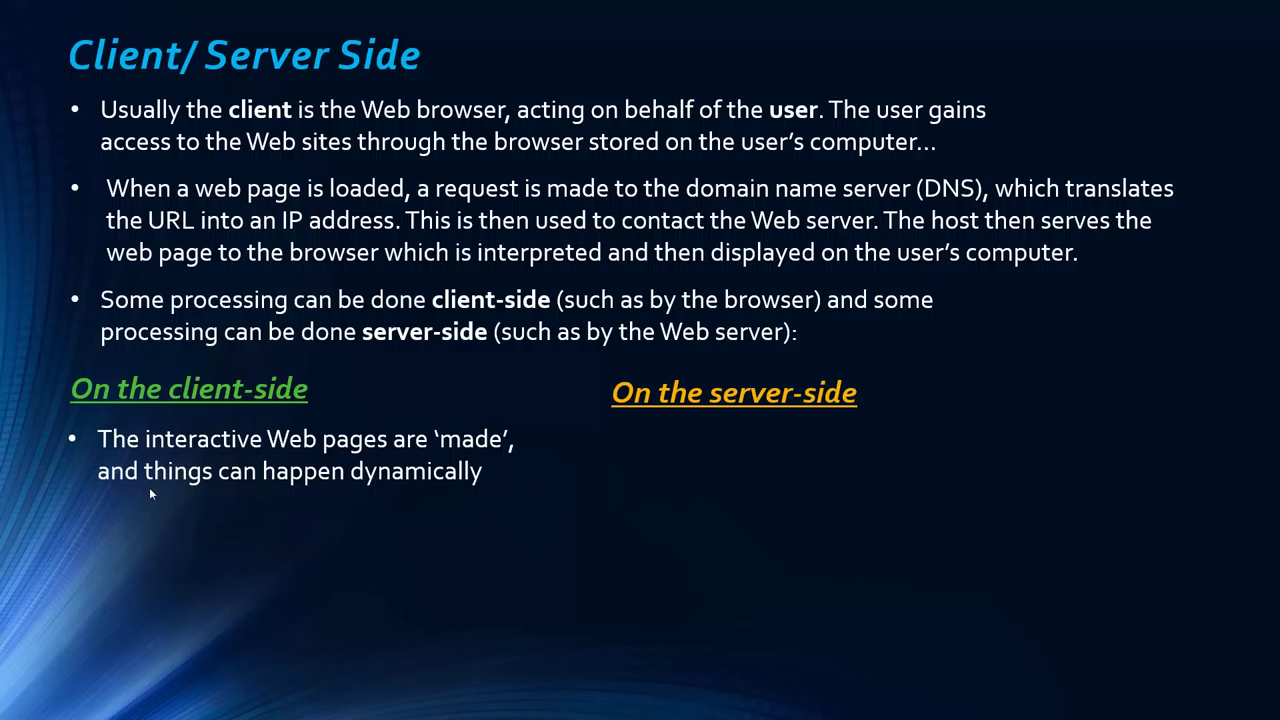 Client/ Server Side
• Usually the client is the Web browser, acting on behalf of the user. The user gains
access to the Web sites through the browser stored on the user’s computer…
• When a web page is loaded, a request is made to the domain name server (DNS), which translates
the URL into an IP address. This is then used to contact the Web server. The host then serves the
web page to the browser which is interpreted and then displayed on the user’s computer.
• Some processing can be done client-side (such as by the browser) and some
processing can be done server-side (such as by the Web server):
On the client-side
• The interactive Web pages are ‘made’,
and things can happen dynamically
On the server-side